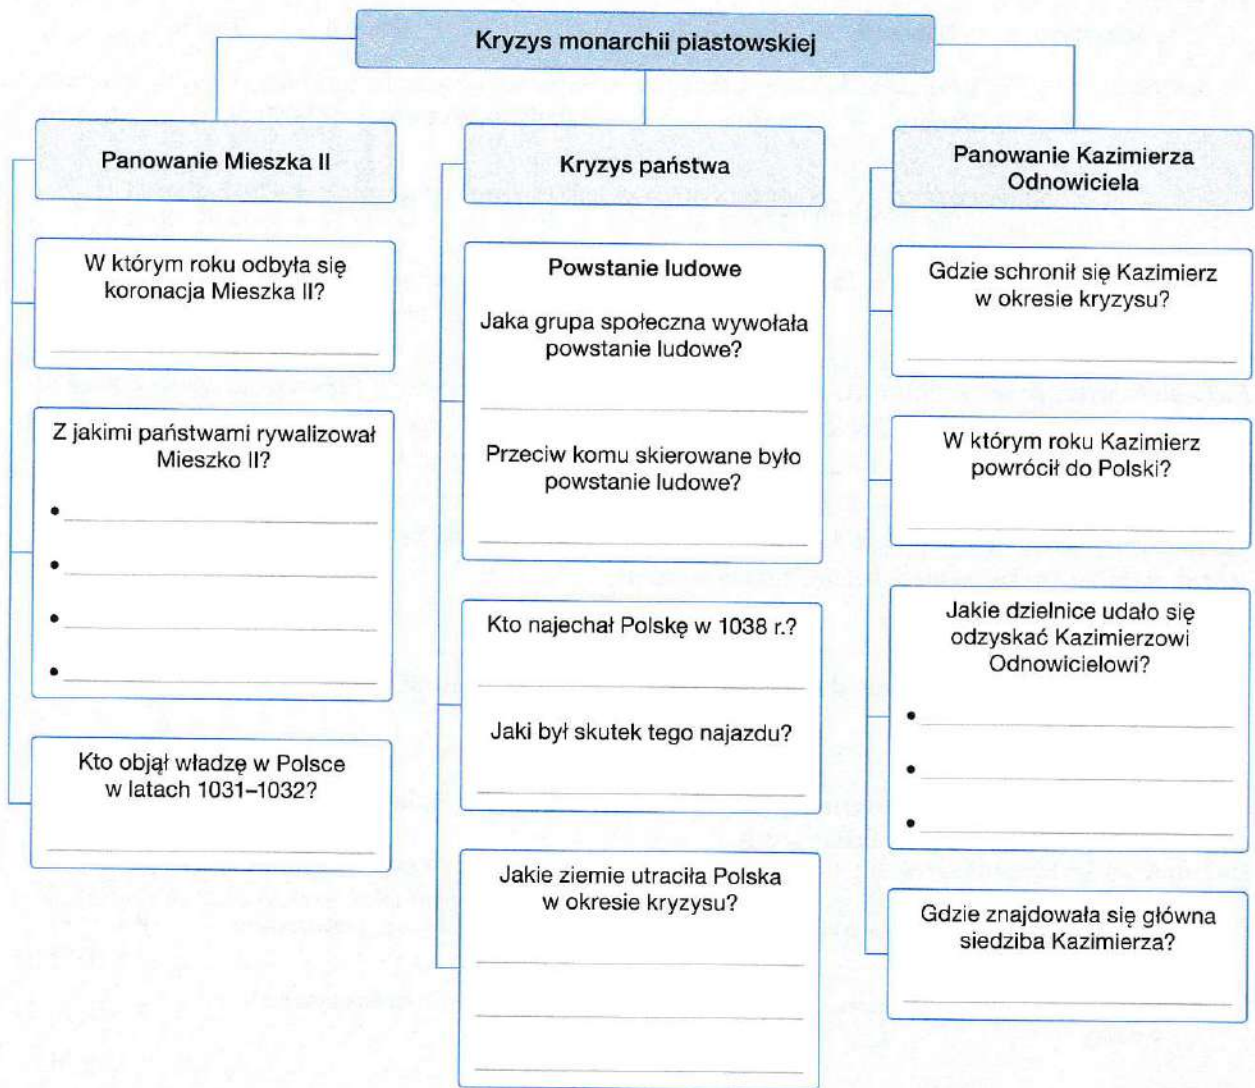 Kryzys monarchii piastowskiej
Panowanie Mieszka II
W którym roku odbyła się
koronacja Mieszka II?
Z jakimi państwami rywalizował
Mieszko II?
•
•
•
•
Kto objął władzę w Polsce
w latach 1031–1032?
Kryzys państwa
Powstanie ludowe
Jaka grupa społeczna wywołała
powstanie ludowe?
Przeciw komu skierowane było
powstanie ludowe?
Kto najechał Polskę w 1038 r.?
Jaki był skutek tego najazdu?
Jakie ziemie utraciła Polska
w okresie kryzysu?
Panowanie Kazimierza
Odnowiciela
Gdzie schronił się Kazimierz
w okresie kryzysu?
W którym roku Kazimierz
powrócił do Polski?
Jakie dzielnice udało się
odzyskać Kazimierzowi
Odnowicielowi?
•
•
•
Gdzie znajdowała się główna
siedziba Kazimierza?